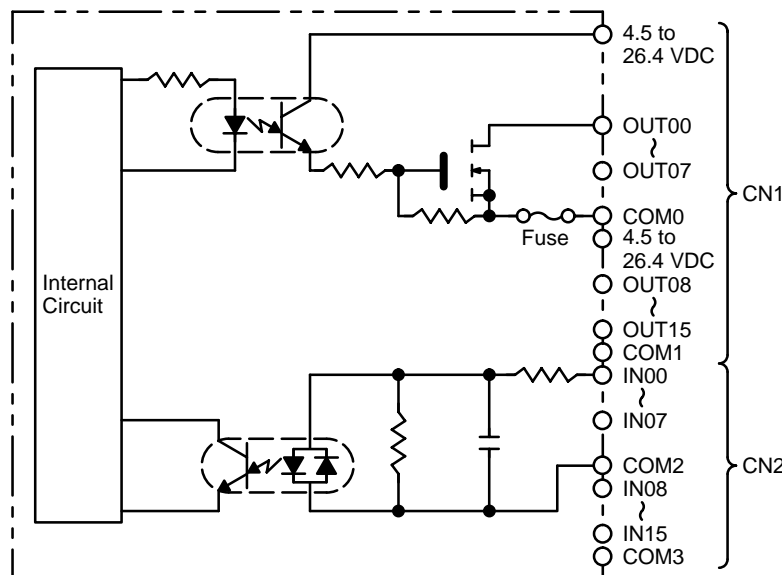 4.5 to
26.4 VDC
OUT00
~
OUT07
CN1
COM0
Fuse
4.5 to
26.4 VDC
Internal
Circuit
OUT08
~
OUT15
COM1
IN00
~
IN07
COM2
CN2
IN08
~
IN15
COM3